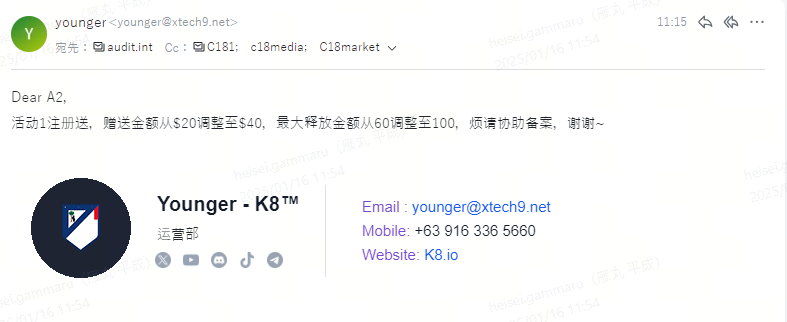 Y
younger <younger@xtech9.net>
11:15
宛先： audit.int Cc： C181; c18media; C18market
Dear A2,
活动1注册送，赠送金额从$20调整至$40，最大释放金额从60调整至100，烦请协助备案，谢谢~
Younger - K8™
运营部
Email : younger@xtech9.net
Mobile: +63 916 336 5660
Website: K8.io
heisei.gammaru（雁丸 平成）
2025/01/16 11:54